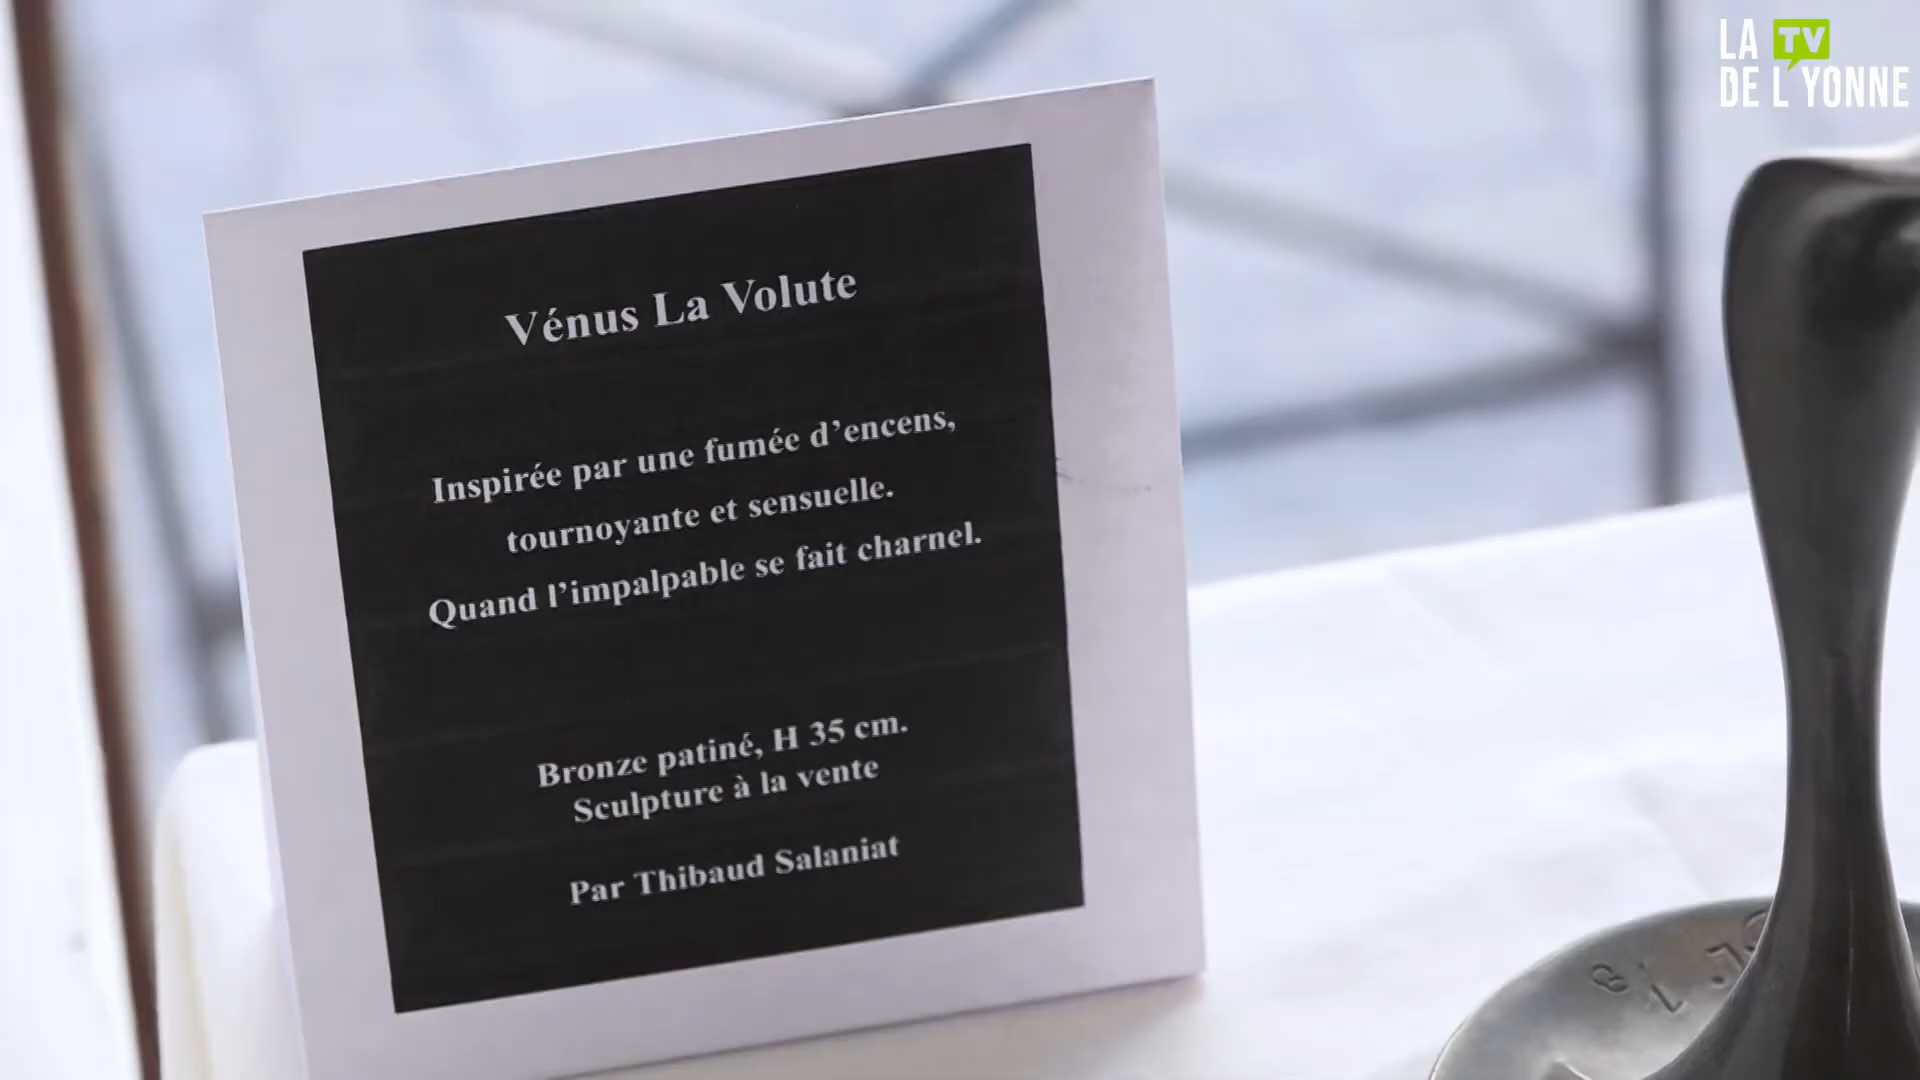 LA TV
DE L'YONNE
Vénus La Volute
Inspirée par une fumée d’encens,
tournoyante et sensuelle.
Quand l’impalpable se fait charnel.
Bronze patiné, H 35 cm.
Sculpture à la vente
Par Thibaud Salaniat